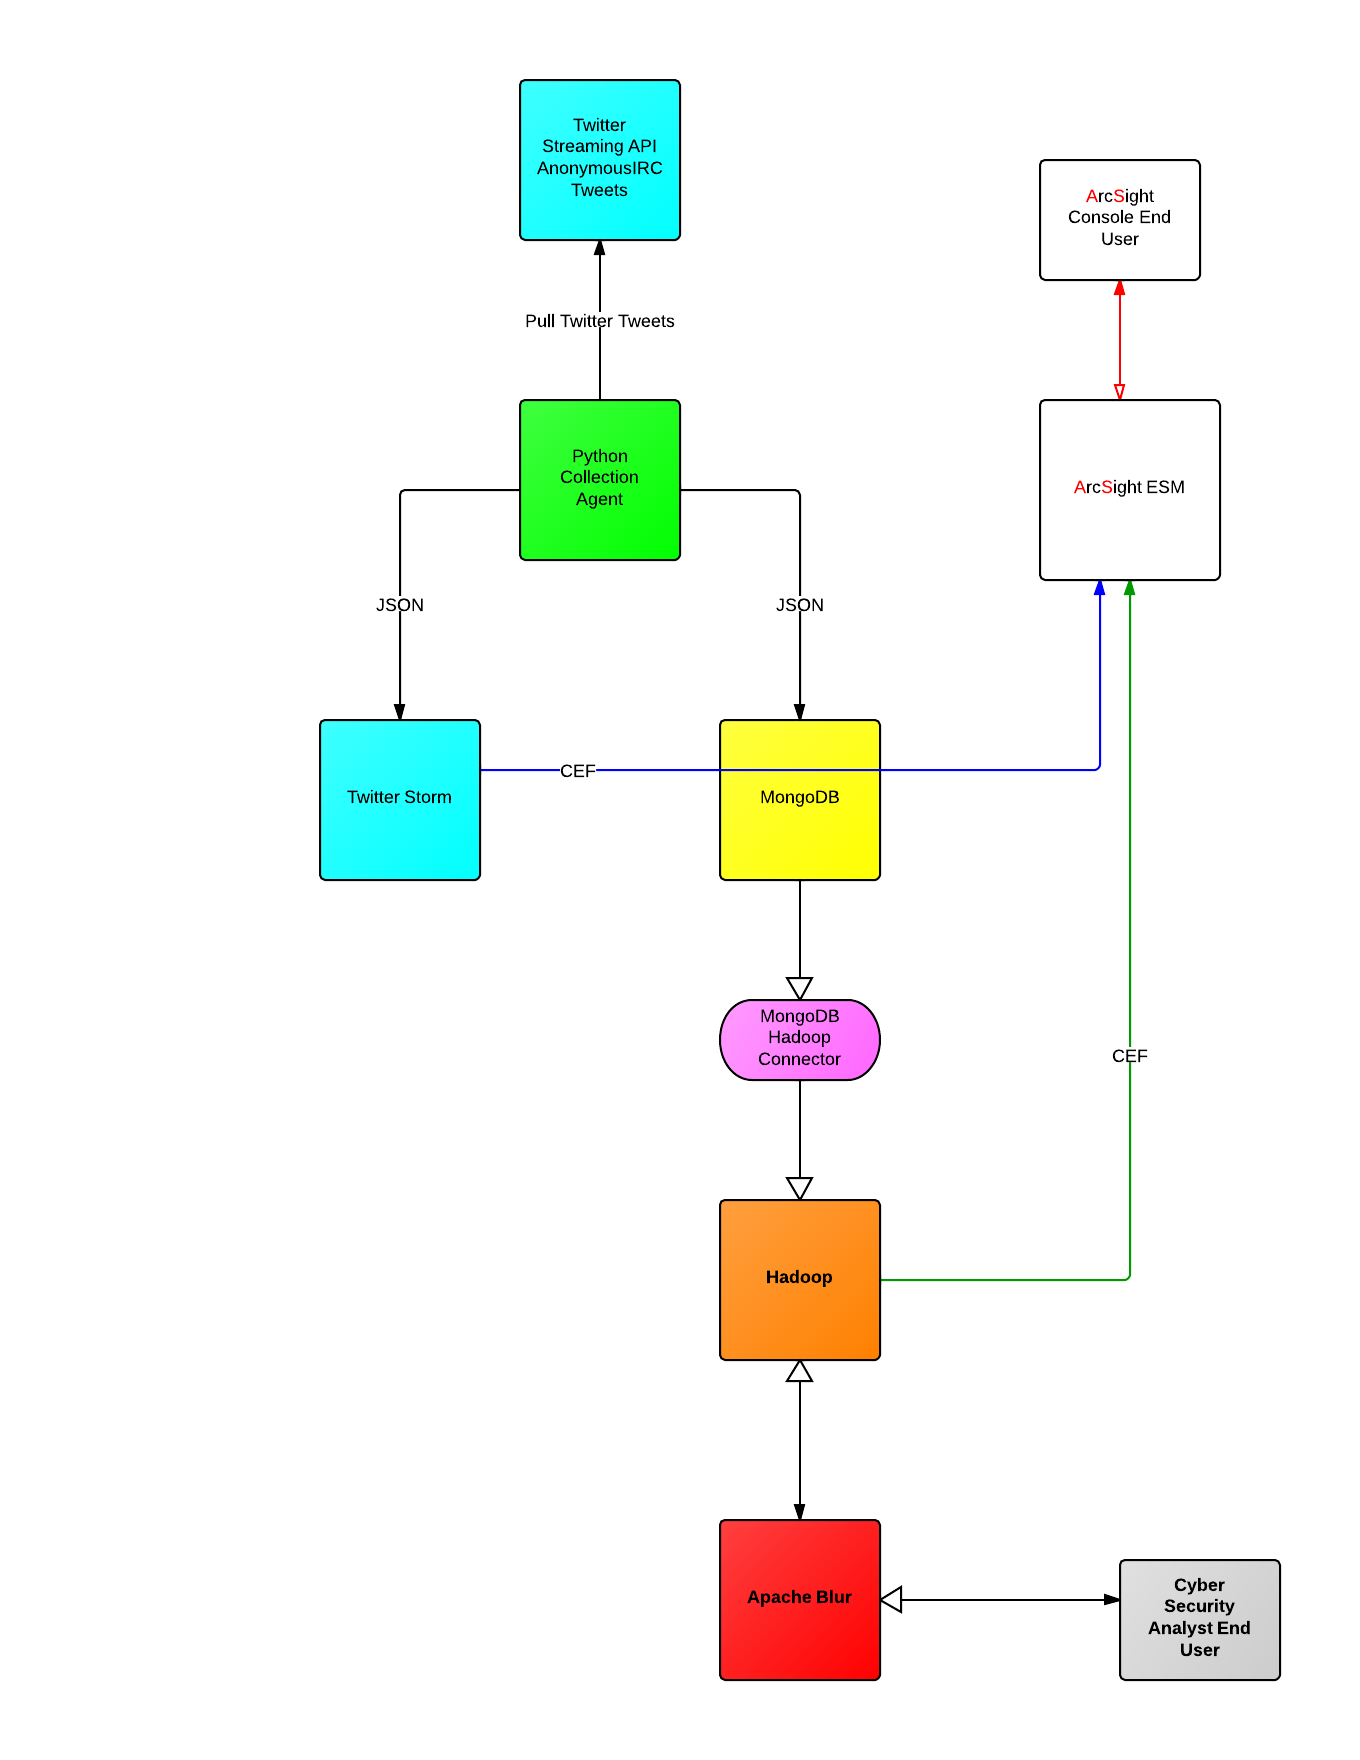 Twitter
Streaming API
AnonymousIRC
Tweets
ArcSight
Console End
User
Pull Twitter Tweets
Python
Collection
Agent
ArcSight ESM
JSON
JSON
CEF
Twitter Storm
MongoDB
MongoDB
Hadoop
Connector
CEF
Hadoop
Apache Blur
Cyber
Security
Analyst End
User